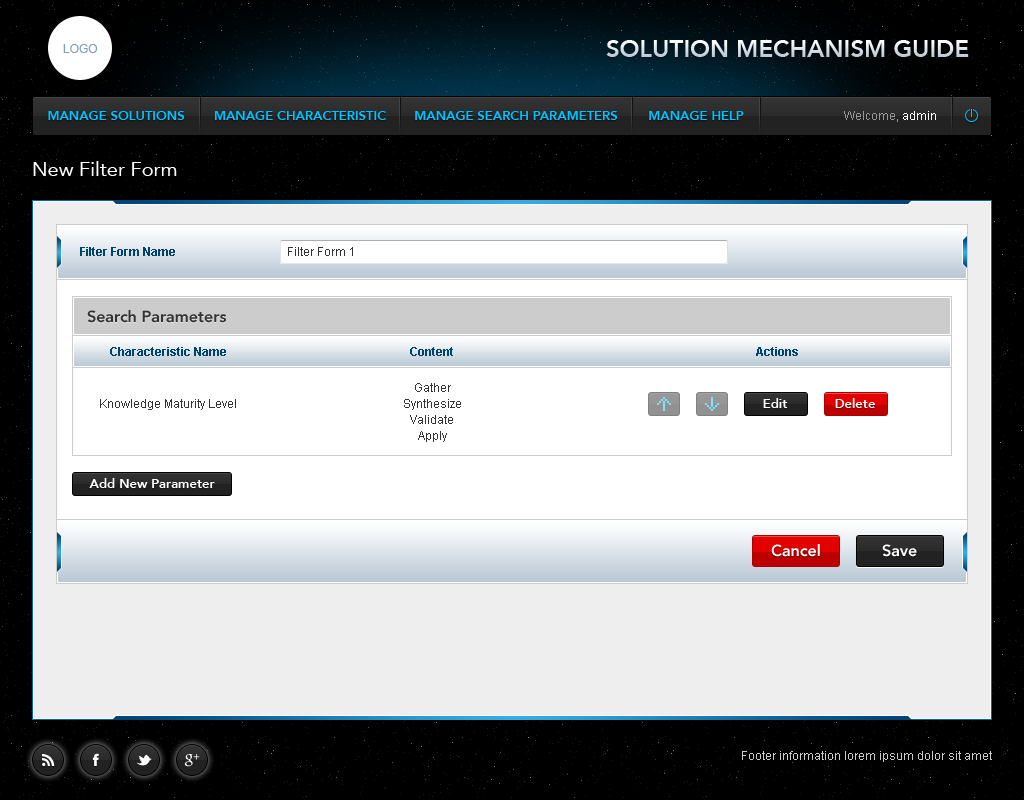 LOGO
SOLUTION MECHANISM GUIDE
MANAGE SOLUTIONS MANAGE CHARACTERISTIC MANAGE SEARCH PARAMETERS MANAGE HELP Welcome, admin
New Filter Form
Filter Form Name Filter Form 1
Search Parameters
Characteristic Name Content Actions
Gather
Knowledge Maturity Level Synthesize Edit Delete
Validate
Apply
Add New Parameter
Cancel Save
f g+ Footer information lorem ipsum dolor sit amet